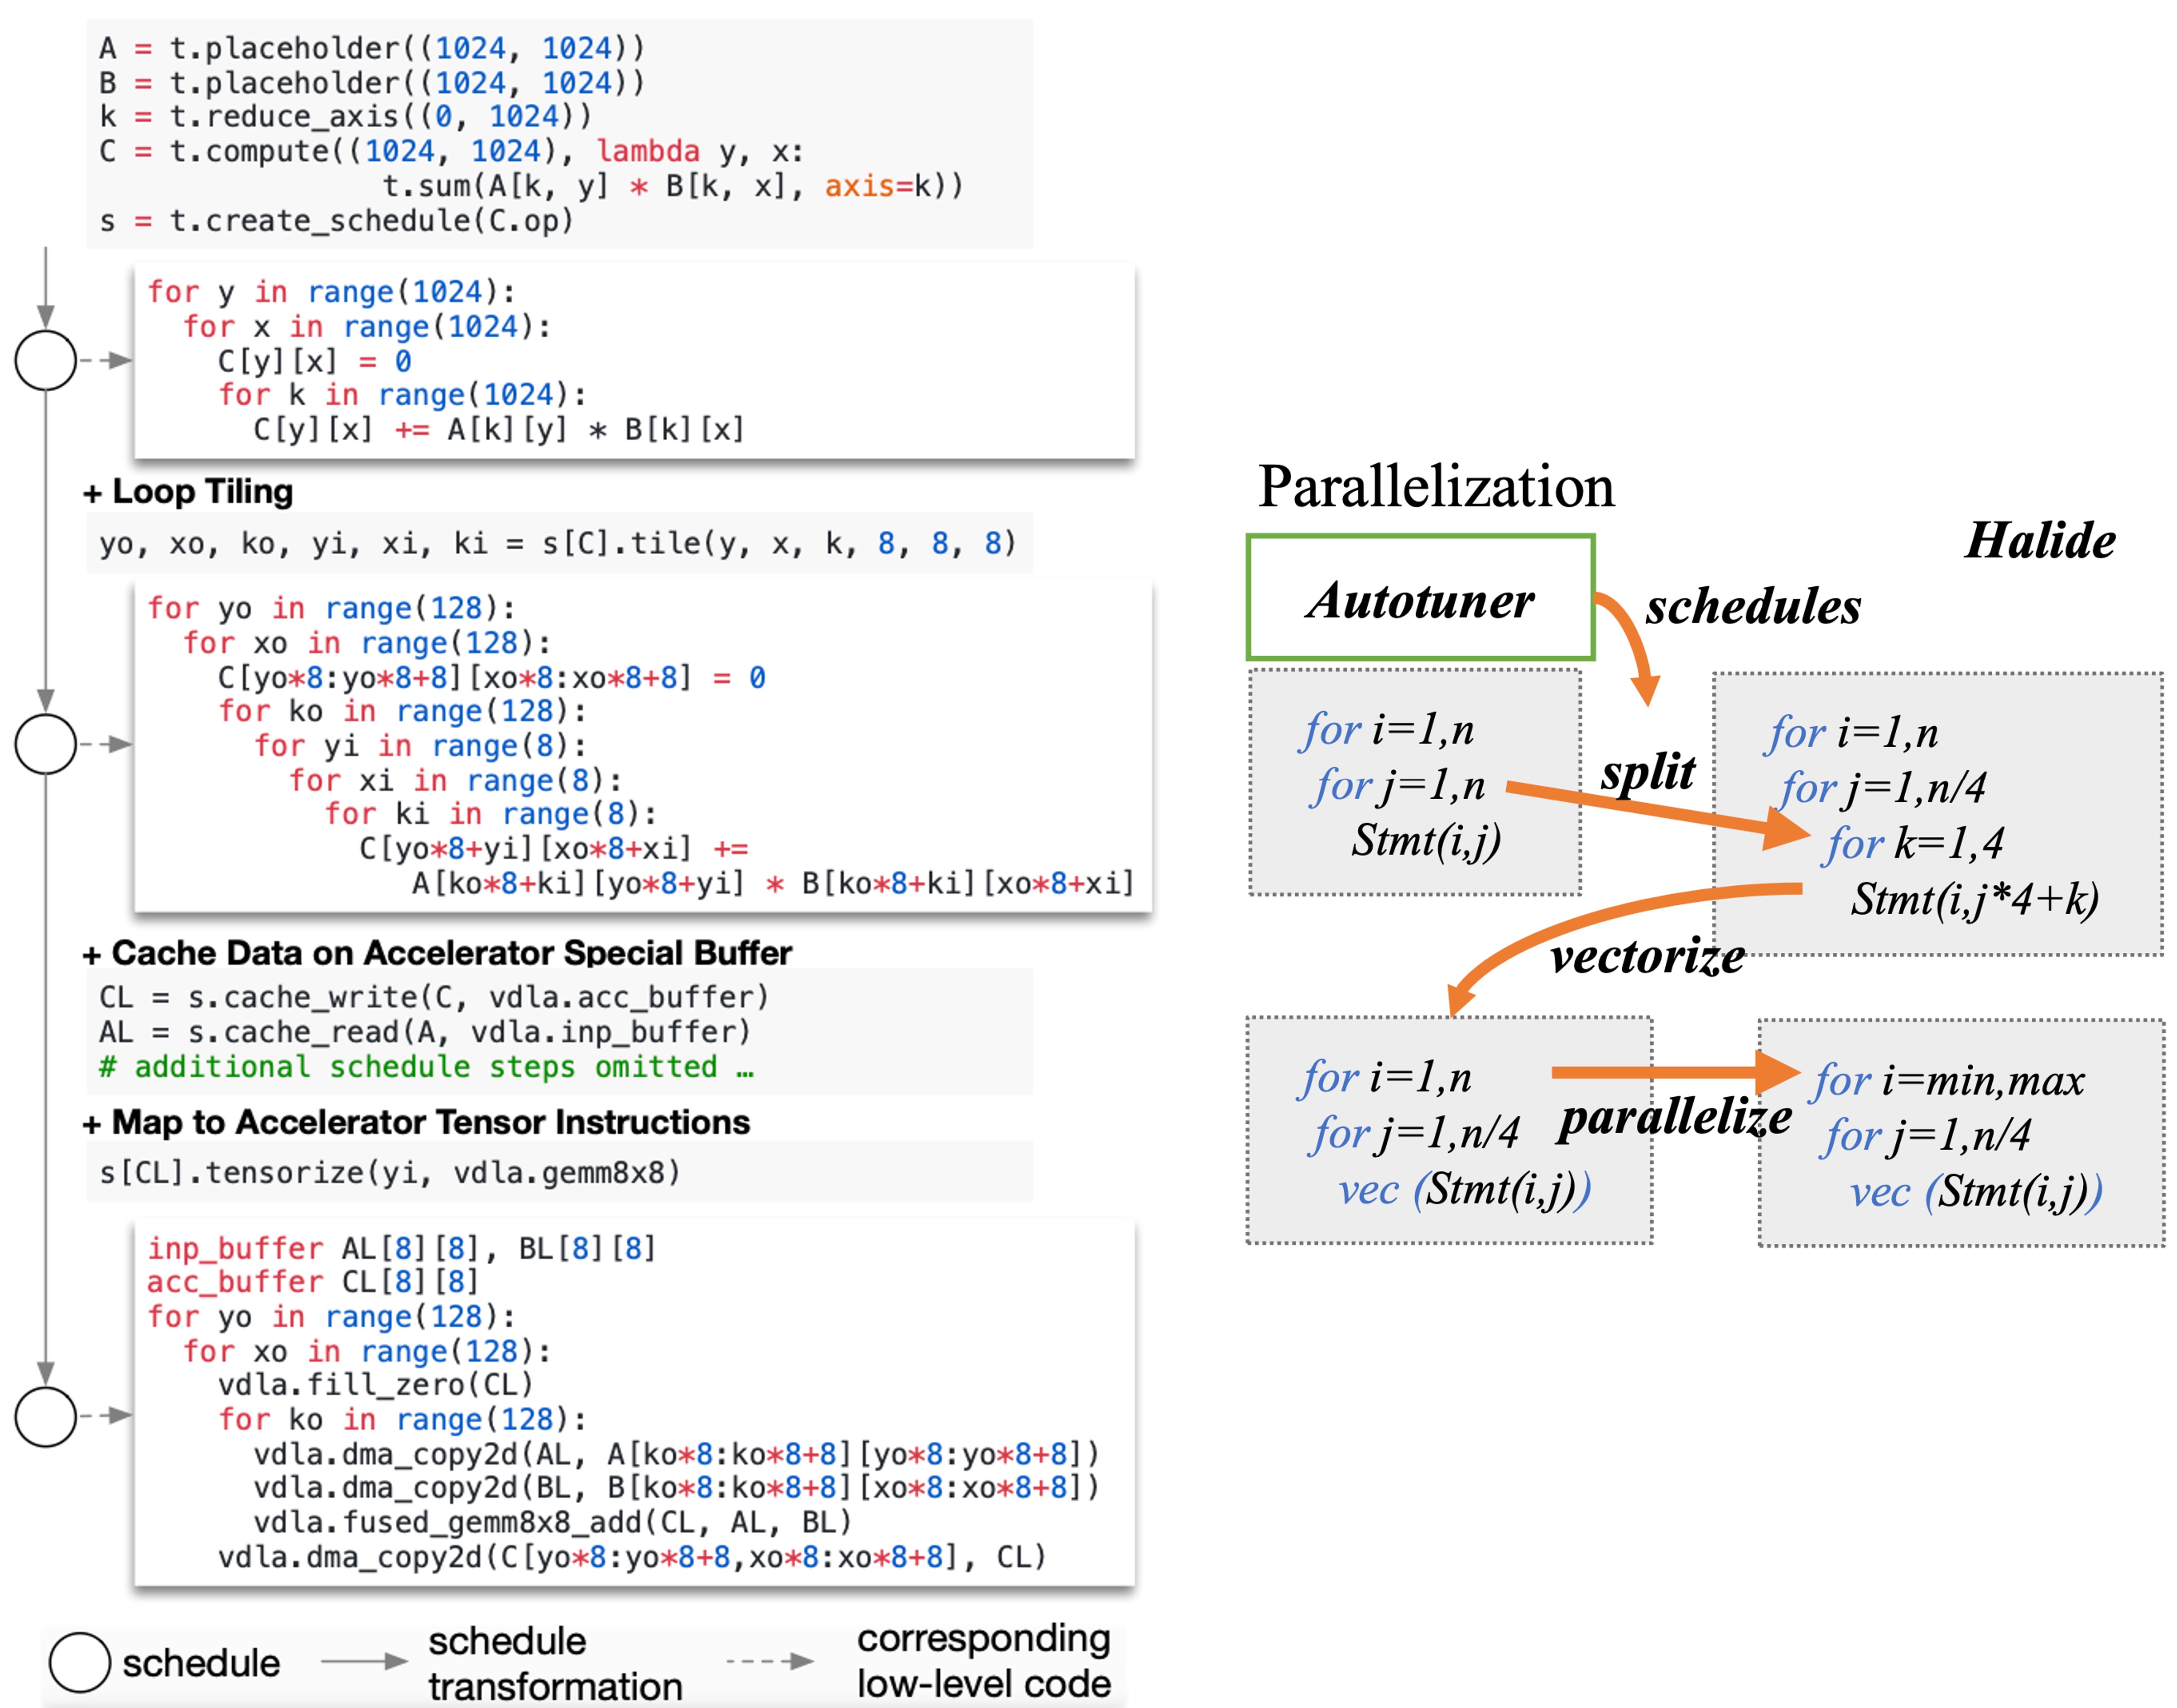 A = t.placeholder((1024, 1024))
B = t.placeholder((1024, 1024))
k = t.reduce_axis((0, 1024))
C = t.compute((1024, 1024), lambda y, x:
t.sum(A[k, y] * B[k, x], axis=k))
s = t.create_schedule(C.op)
for y in range(1024):
for x in range(1024):
C[y][x] = 0
for k in range(1024):
C[y][x] += A[k][y] * B[k][x]
+ Loop Tiling
yo, xo, ko, yi, xi, ki = s[C].tile(y, x, k, 8, 8, 8)
for yo in range(128):
for xo in range(128):
C[yo*8:yo*8+8][xo*8:xo*8+8] = 0
for ko in range(128):
for yi in range(8):
for xi in range(8):
for ki in range(8):
C[yo*8+yi][xo*8+xi] +=
A[ko*8+ki][yo*8+yi] * B[ko*8+ki][xo*8+xi]
+ Cache Data on Accelerator Special Buffer
CL = s.cache_write(C, vdla.acc_buffer)
AL = s.cache_read(A, vdla.inp_buffer)
# additional schedule steps omitted …
+ Map to Accelerator Tensor Instructions
s[CL].tensorize(yi, vdla.gemm8x8)
inp_buffer AL[8][8], BL[8][8]
acc_buffer CL[8][8]
for yo in range(128):
for xo in range(128):
vdla.fill_zero(CL)
for ko in range(128):
vdla.dma_copy2d(AL, A[ko*8:ko*8+8][yo*8:yo*8+8])
vdla.dma_copy2d(BL, B[ko*8:ko*8+8][xo*8:xo*8+8])
vdla.fused_gemm8x8_add(CL, AL, BL)
vdla.dma_copy2d(C[yo*8:yo*8+8,xo*8:xo*8+8], CL)
schedule
schedule
transformation
corresponding
low-level code
Parallelization
Halide
Autotuner
schedules
for i=1,n
for j=1,n
Stmt(i,j)
split
for i=1,n
for j=1,n/4
for k=1,4
Stmt(i,j*4+k)
vectorize
for i=1,n
for j=1,n/4
vec (Stmt(i,j))
parallelize
for i=min,max
for j=1,n/4
vec (Stmt(i,j))